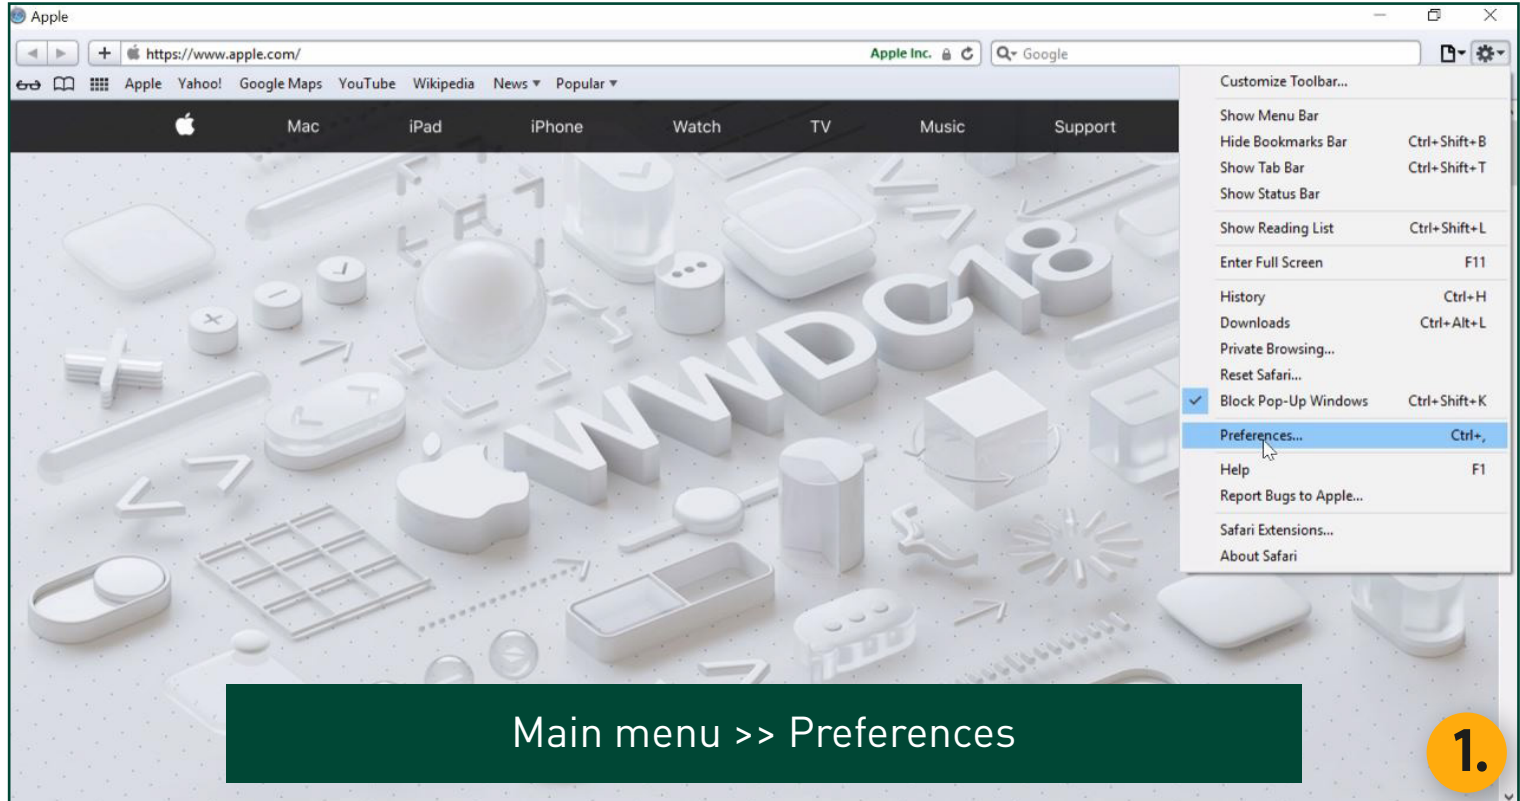 Apple
https://www.apple.com/
Apple Inc.
Google
Apple Yahoo! Google Maps YouTube Wikipedia News Popular
Mac iPad iPhone Watch TV Music Support
Customize Toolbar...
Show Menu Bar
Hide Bookmarks Bar Ctrl+Shift+B
Show Tab Bar Ctrl+Shift+T
Show Status Bar
Show Reading List Ctrl+Shift+L
Enter Full Screen F11
History Ctrl+H
Downloads Ctrl+Alt+L
Private Browsing...
Reset Safari...
Block Pop-Up Windows Ctrl+Shift+K
Preferences... Ctrl+,
Help F1
Report Bugs to Apple...
Safari Extensions...
About Safari
WWDC18
Main menu >> Preferences
1.